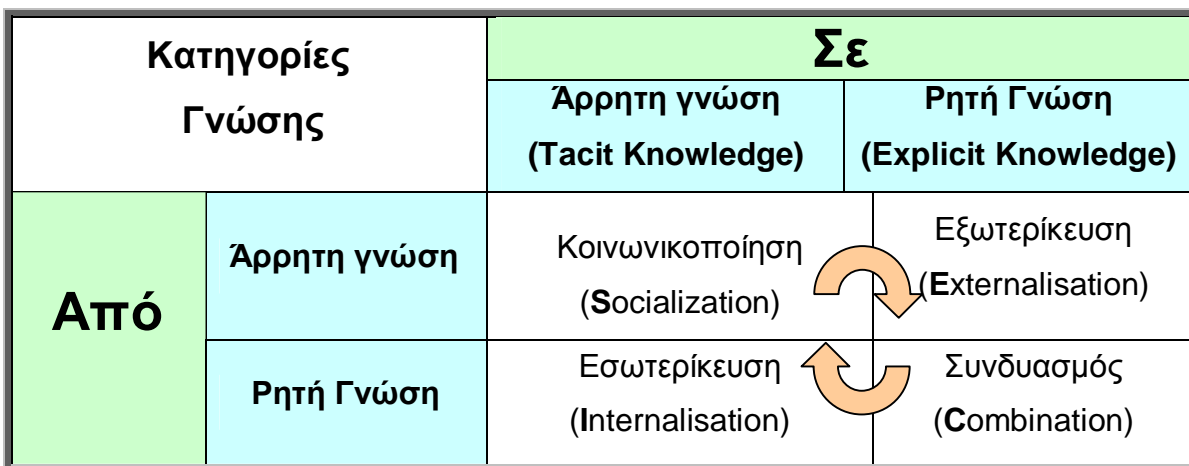 Κατηγορίες
Γνώσης
Σε
Άρρητη γνώση
(Tacit Knowledge)
Ρητή Γνώση
(Explicit Knowledge)
Από
Άρρητη γνώση
Κοινωνικοποίηση
(Socialization)
Εξωτερίκευση
(Externalisation)
Ρητή Γνώση
Εσωτερίκευση
(Internalisation)
Συνδυασμός
(Combination)